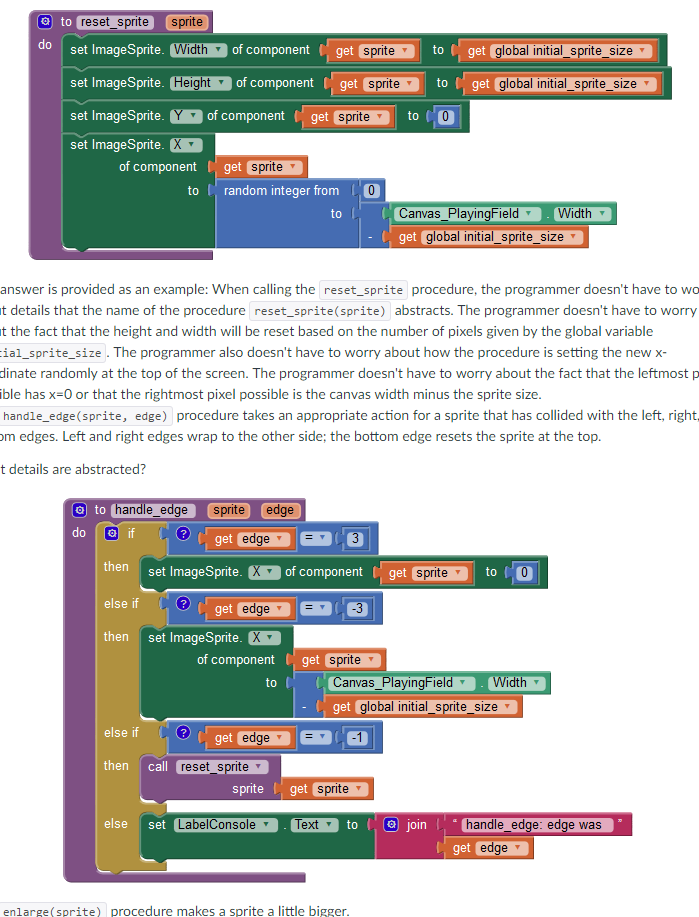 to reset_sprite sprite
do set ImageSprite. Width of component get sprite to get global initial_sprite_size
set ImageSprite. Height of component get sprite to get global initial_sprite_size
set ImageSprite. Y of component get sprite to 0
set ImageSprite. X
of component get sprite
to random integer from 0
to Canvas_PlayingField . Width
- get global initial_sprite_size
answer is provided as an example: When calling the reset_sprite procedure, the programmer doesn't have to wo
t details that the name of the procedure reset_sprite(sprite) abstracts. The programmer doesn't have to worry
t the fact that the height and width will be reset based on the number of pixels given by the global variable
tial_sprite_size . The programmer also doesn't have to worry about how the procedure is setting the new x-
dinate randomly at the top of the screen. The programmer doesn't have to worry about the fact that the leftmost p
ible has x=0 or that the rightmost pixel possible is the canvas width minus the sprite size.
handle_edge(sprite, edge) procedure takes an appropriate action for a sprite that has collided with the left, right,
om edges. Left and right edges wrap to the other side; the bottom edge resets the sprite at the top.
t details are abstracted?
to handle_edge sprite edge
do if ? get edge = 3
then set ImageSprite. X of component get sprite to 0
else if ? get edge = -3
then set ImageSprite. X
of component get sprite
to Canvas_PlayingField . Width
- get global initial_sprite_size
else if ? get edge = -1
then call reset_sprite
sprite get sprite
else set LabelConsole . Text to join " handle_edge: edge was "
get edge
enlarge(sprite) procedure makes a sprite a little bigger.